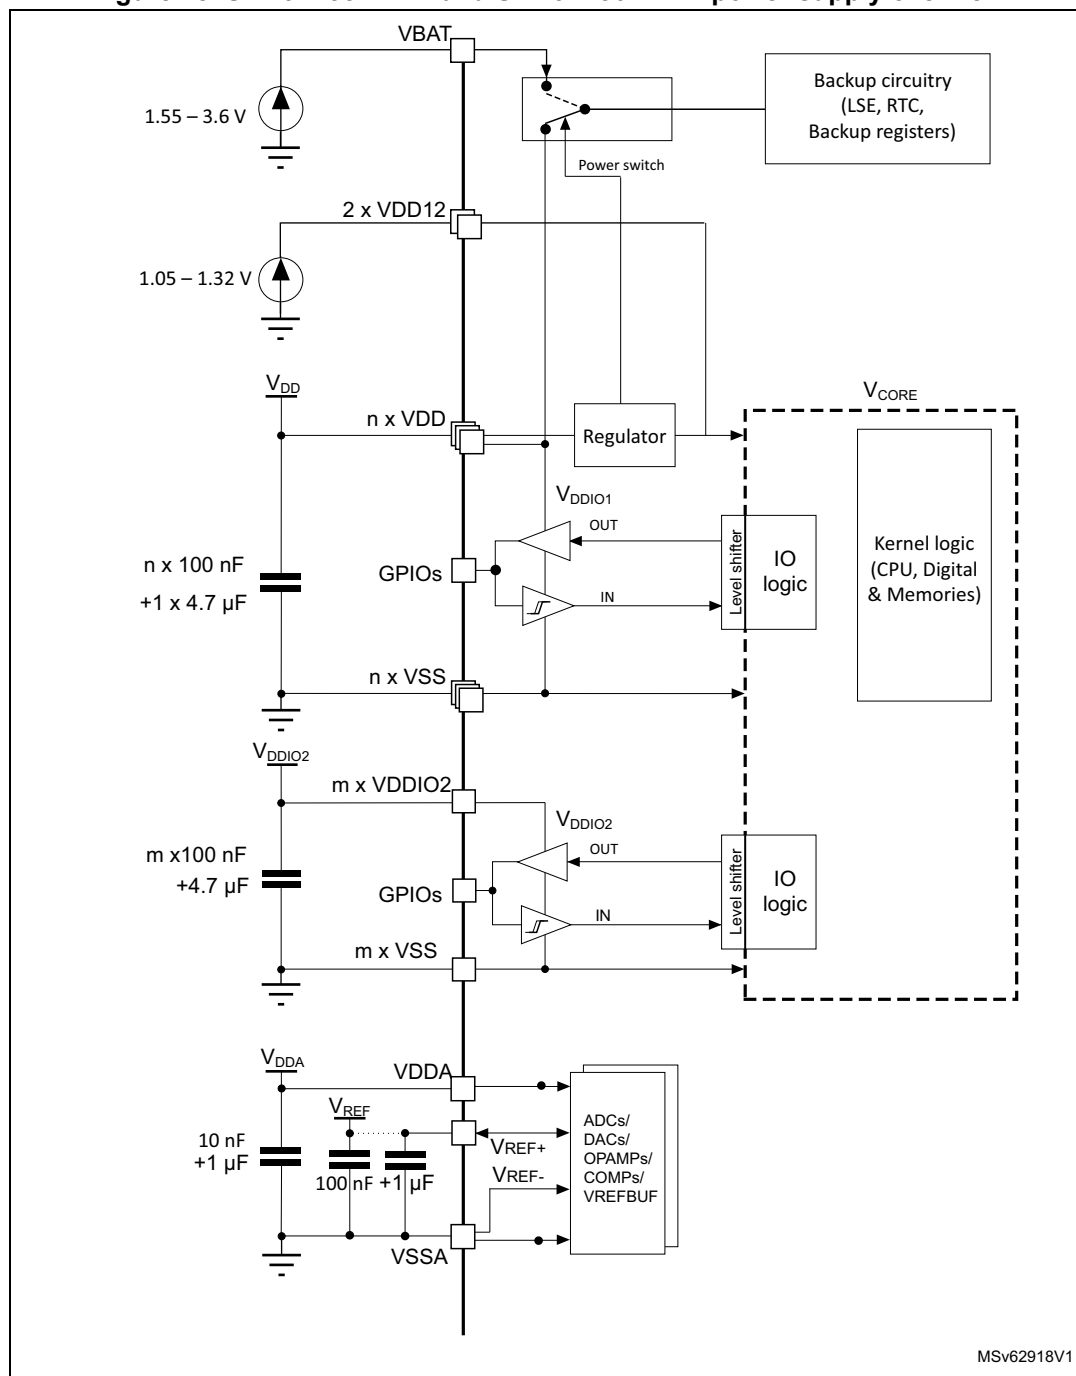 VBAT
1.55 – 3.6 V
Backup circuitry
(LSE, RTC,
Backup registers)
Power switch
2 x VDD12
1.05 – 1.32 V
VDD
n x VDD
Regulator
VCORE
VDDIO1
OUT
GPIOs
IN
Level shifter
IO
logic
Kernel logic
(CPU, Digital
& Memories)
n x 100 nF
+1 x 4.7 µF
n x VSS
VDDIO2
m x VDDIO2
VDDIO2
OUT
GPIOs
IN
Level shifter
IO
logic
m x100 nF
+4.7 µF
m x VSS
VDDA
VDDA
VREF
10 nF
+1 µF
100 nF
+1 µF
VREF+
VREF-
ADCs/
DACs/
OPAMPs/
COMPs/
VREFBUF
VSSA
MSv62918V1